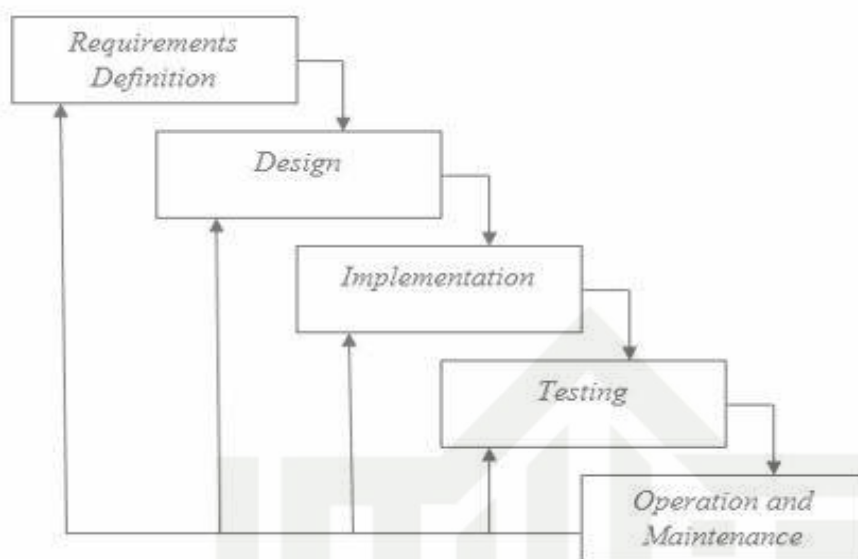 Requirements
Definition
Design
Implementation
Testing
Operation and
Maintenance